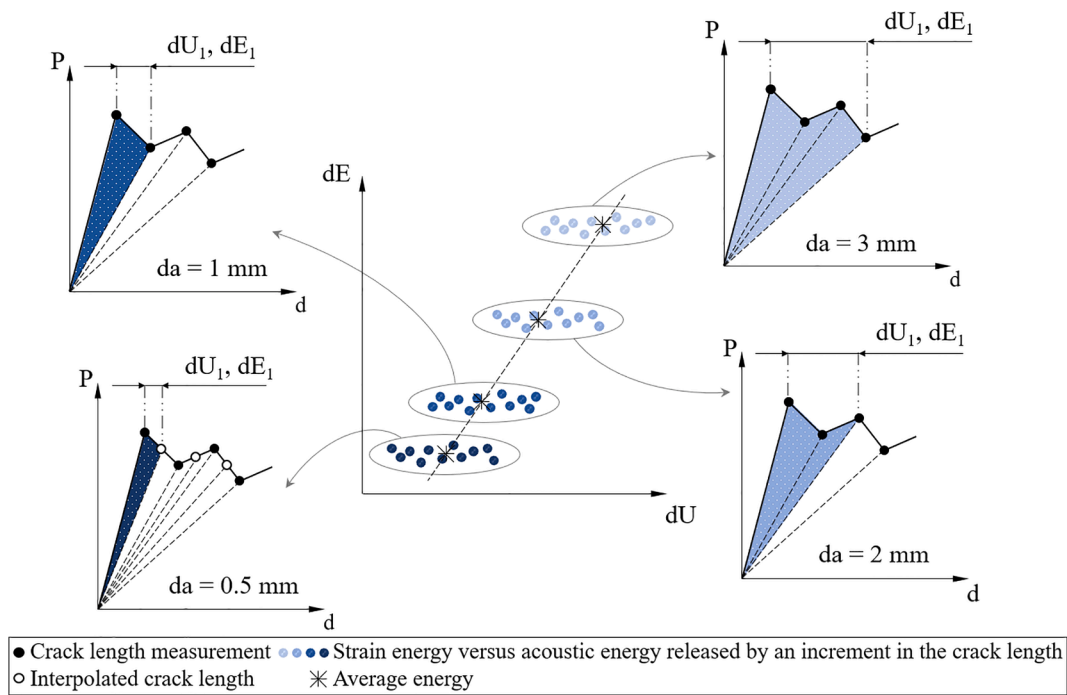 P
dU₁, dE₁
da = 1 mm
d
P
dU₁, dE₁
da = 3 mm
d
dE
dU
P
dU₁, dE₁
da = 0.5 mm
d
P
dU₁, dE₁
da = 2 mm
d
Crack length measurement
Strain energy versus acoustic energy released by an increment in the crack length
Interpolated crack length
Average energy